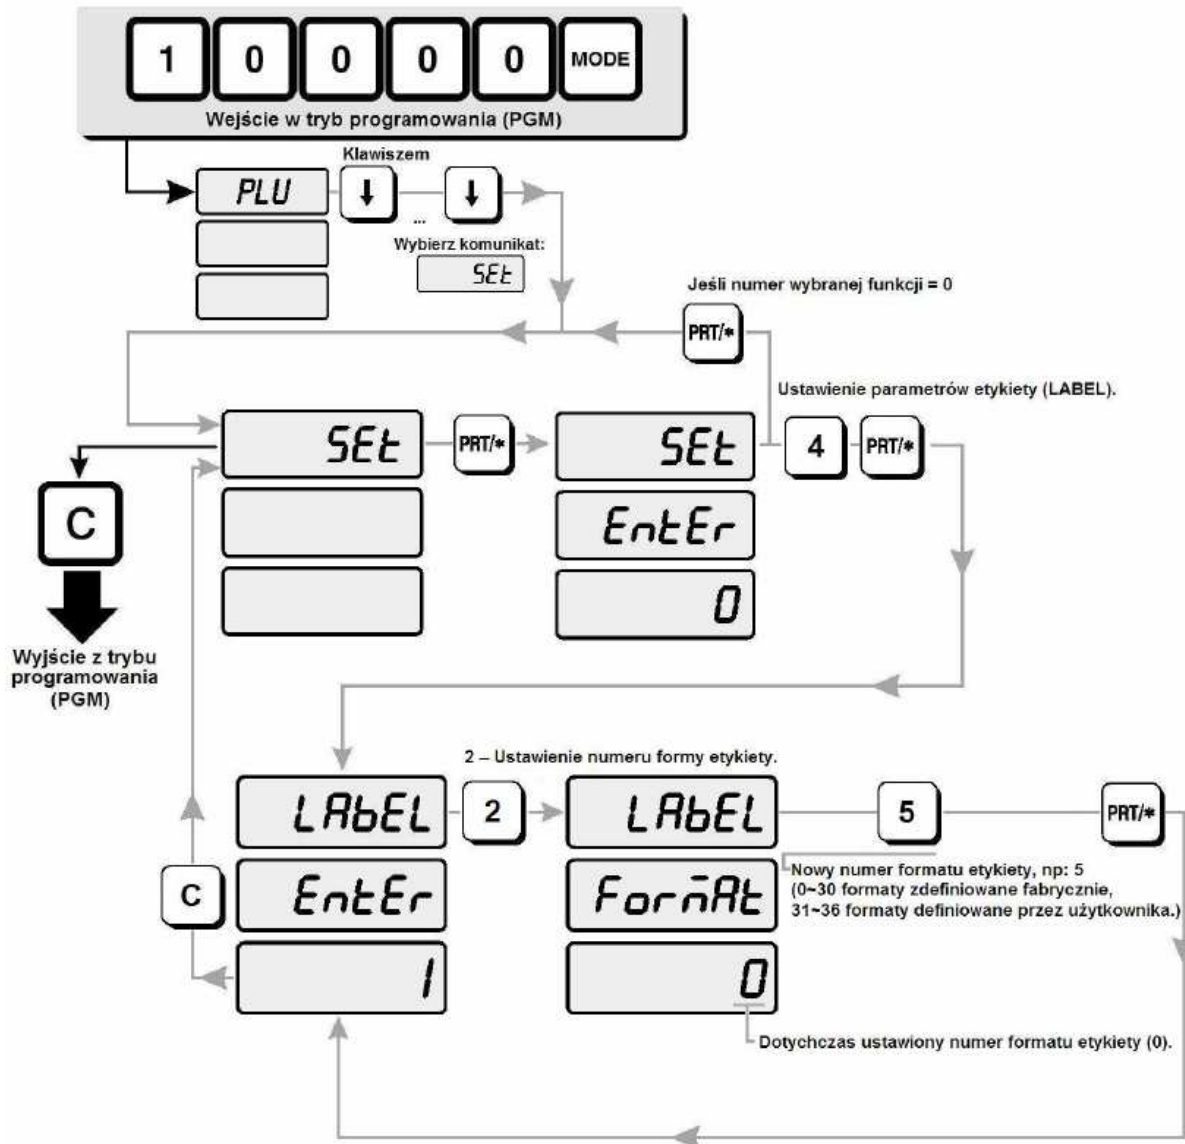 1 0 0 0 0 MODE
Wejście w tryb programowania (PGM)
Klawiszem
PLU ↓ ... ↓
Wybierz komunikat:
SEt
Jeśli numer wybranej funkcji = 0
PRT/*
Ustawienie parametrów etykiety (LABEL).
SEt PRT/* SEt 4 PRT/*
C
EntEr
0
Wyjście z trybu
programowania
(PGM)
2 – Ustawienie numeru formy etykiety.
LAbEL 2 LAbEL 5 PRT/*
Nowy numer formatu etykiety, np: 5
(0~30 formaty zdefiniowane fabrycznie,
31~36 formaty definiowane przez użytkownika.)
C EntEr FormAt
1 0
Dotychczas ustawiony numer formatu etykiety (0).